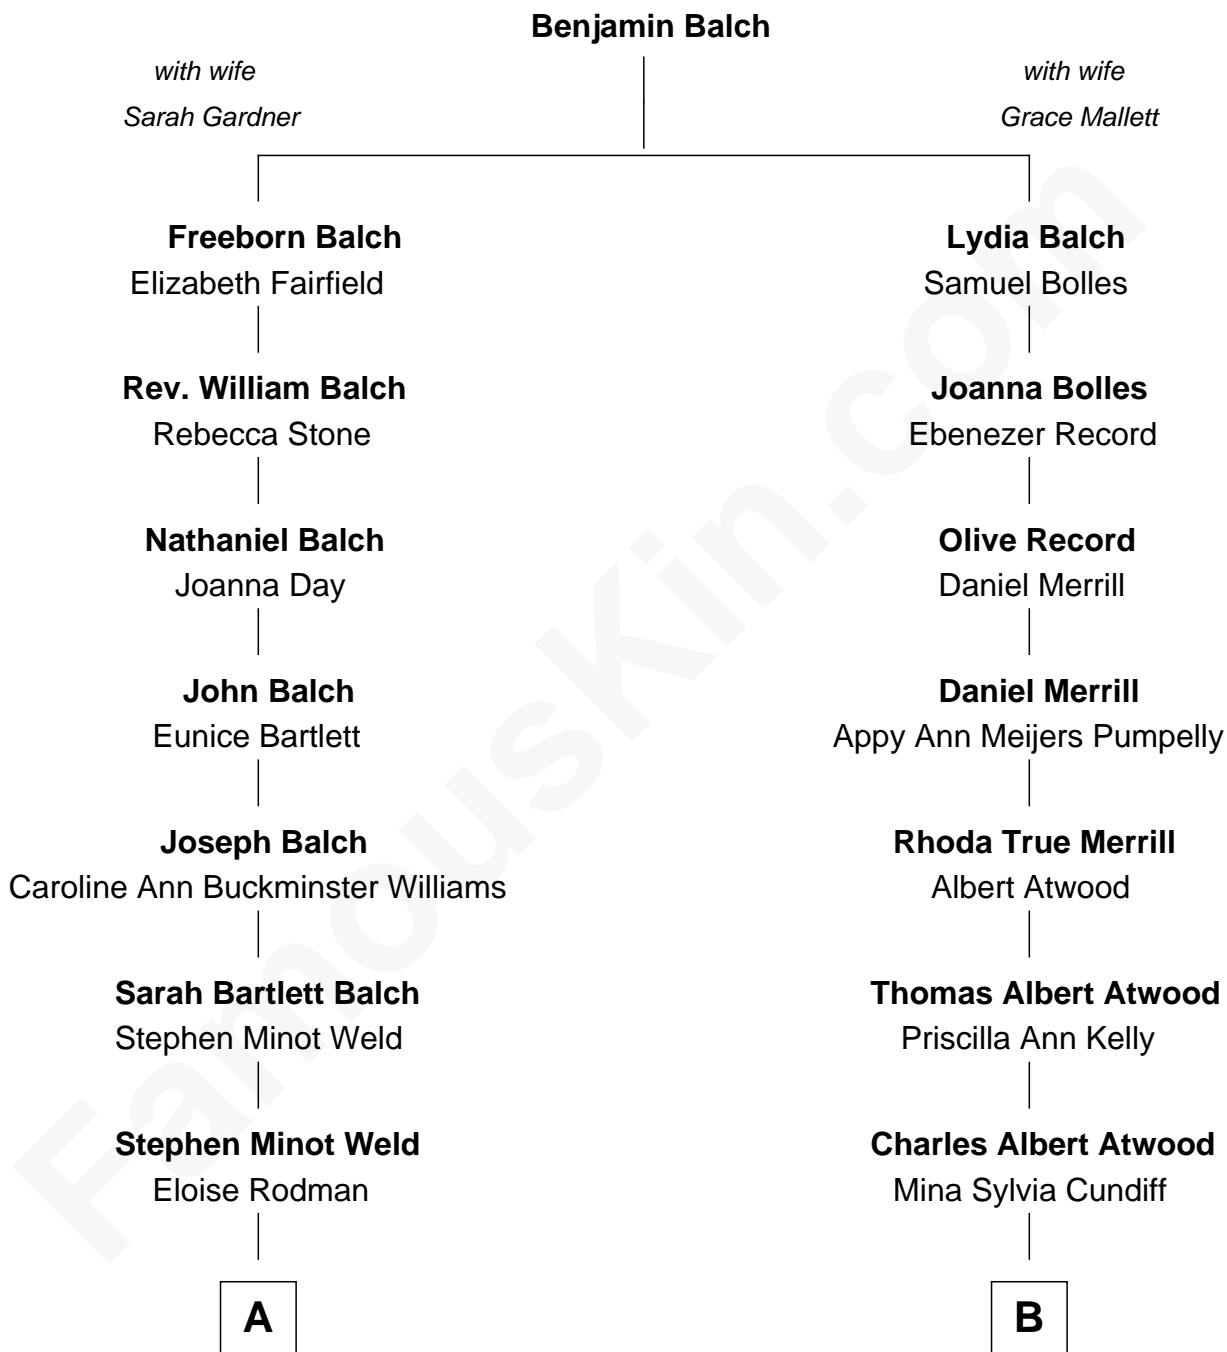 Benjamin Balch
with wife
Sarah Gardner
with wife
Grace Mallett
Freeborn Balch
Elizabeth Fairfield
Rev. William Balch
Rebecca Stone
Nathaniel Balch
Joanna Day
John Balch
Eunice Bartlett
Joseph Balch
Caroline Ann Buckminster Williams
Sarah Bartlett Balch
Stephen Minot Weld
Stephen Minot Weld
Eloise Rodman
A
Lydia Balch
Samuel Bolles
Joanna Bolles
Ebenezer Record
Olive Record
Daniel Merrill
Daniel Merrill
Appy Ann Meijers Pumpelly
Rhoda True Merrill
Albert Atwood
Thomas Albert Atwood
Priscilla Ann Kelly
Charles Albert Atwood
Mina Sylvia Cundiff
B
FamousKin.com